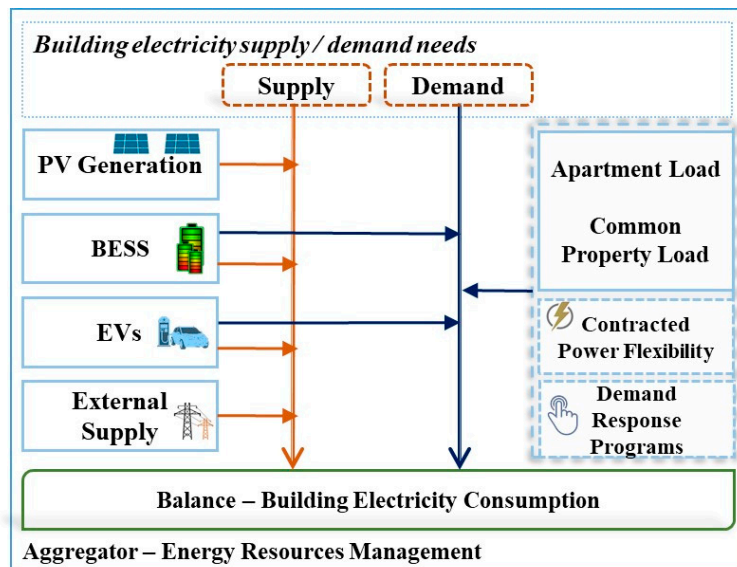 Building electricity supply / demand needs
Supply
Demand
PV Generation
BESS
EVs
External
Supply
Apartment Load
Common
Property Load
Contracted
Power Flexibility
Demand
Response
Programs
Balance – Building Electricity Consumption
Aggregator – Energy Resources Management